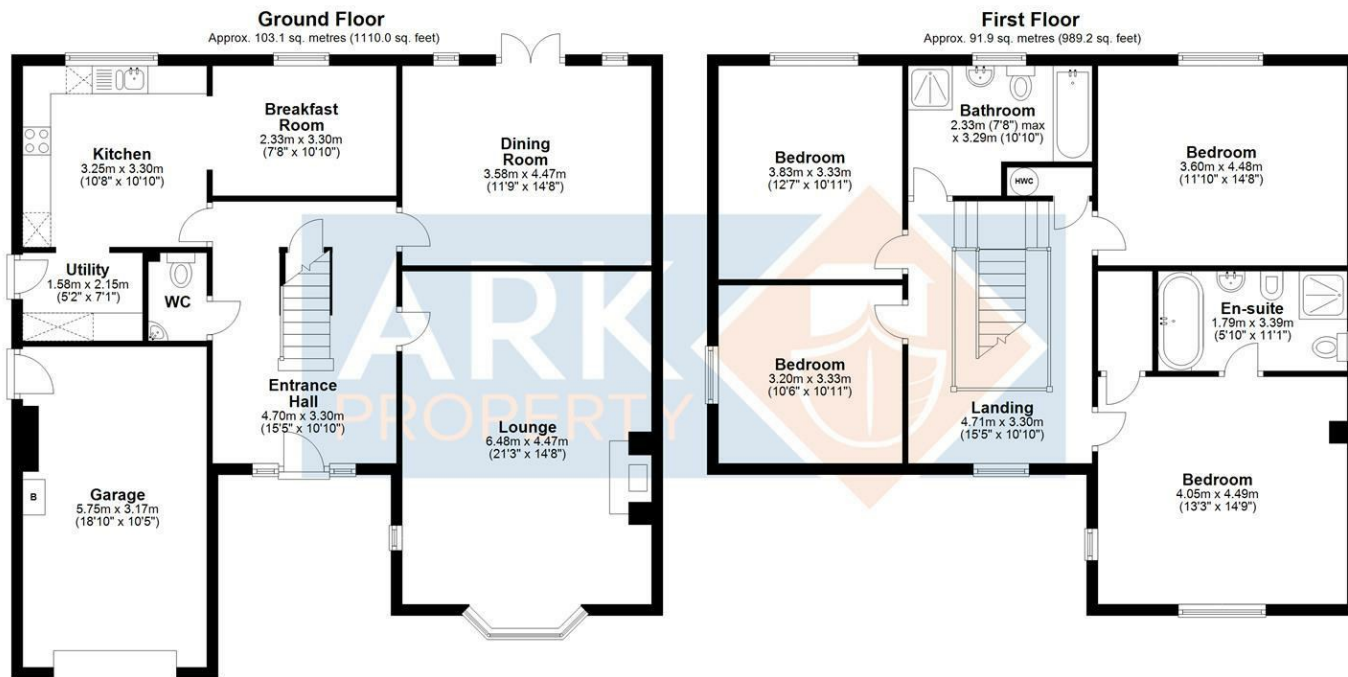 Ground Floor
Approx. 103.1 sq. metres (1110.0 sq. feet)
Kitchen
3.25m x 3.30m
(10'8" x 10'10")
Breakfast
Room
2.33m x 3.30m
(7'8" x 10'10")
Dining
Room
3.58m x 4.47m
(11'9" x 14'8")
Utility
1.58m x 2.15m
(5'2" x 7'1")
WC
Entrance
Hall
4.70m x 3.30m
(15'5" x 10'10")
Lounge
6.48m x 4.47m
(21'3" x 14'8")
Garage
5.75m x 3.17m
(18'10" x 10'5")
B
First Floor
Approx. 91.9 sq. metres (989.2 sq. feet)
Bedroom
3.83m x 3.33m
(12'7" x 10'11")
Bathroom
2.33m (7'8") max
x 3.29m (10'10")
HWC
Bedroom
3.60m x 4.48m
(11'10" x 14'8")
En-suite
1.79m x 3.39m
(5'10" x 11'1")
Bedroom
3.20m x 3.33m
(10'6" x 10'11")
Landing
4.71m x 3.30m
(15'5" x 10'10")
Bedroom
4.05m x 4.49m
(13'3" x 14'9")
ARK
PROPERTY